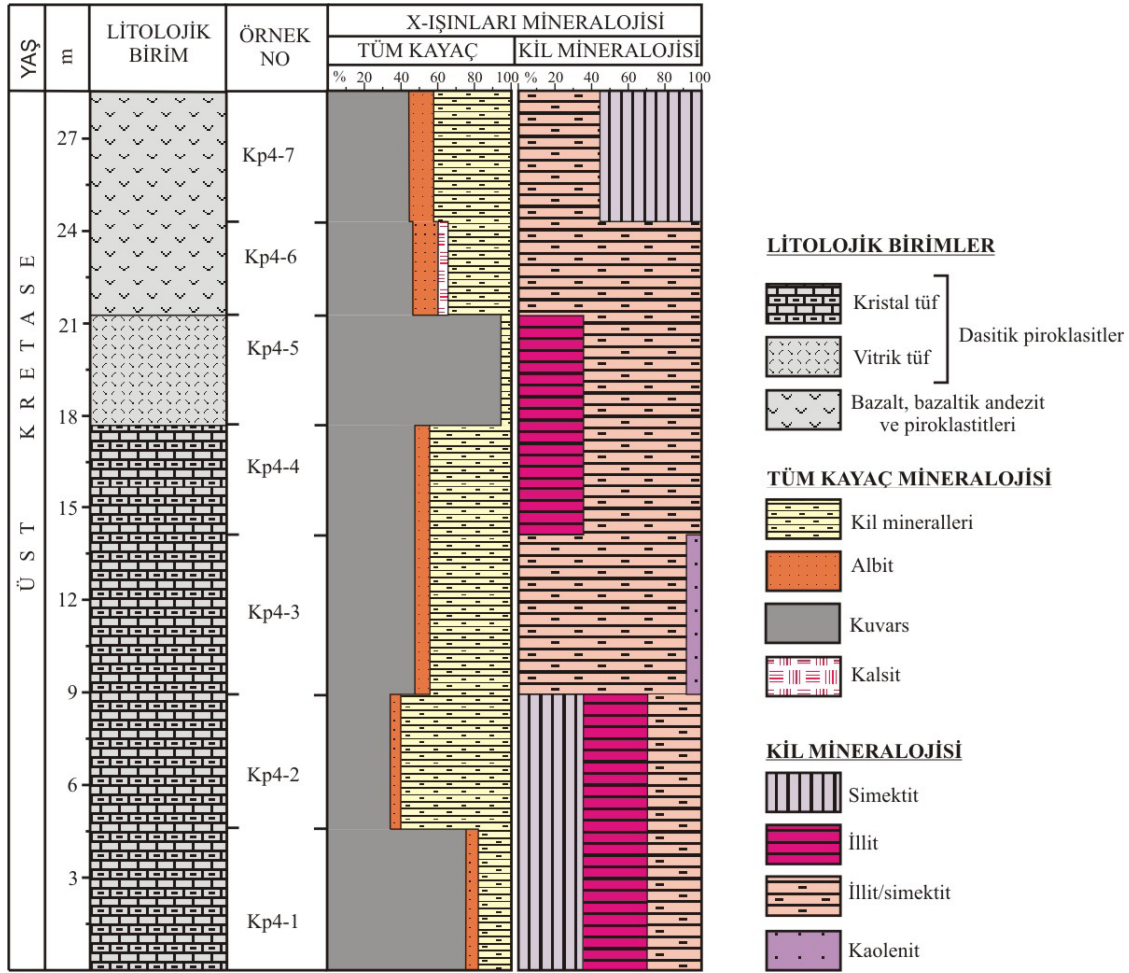 YAŞ
m
LİTOLOJİK
BİRİM
ÖRNEK
NO
X-IŞINLARI MİNERALOJİSİ
TÜM KAYAÇ
KİL MİNERALOJİSİ
% 20 40 60 80 100
% 20 40 60 80 100
ÜST KRETASE
27
24
21
18
15
12
9
6
3
Kp4-7
Kp4-6
Kp4-5
Kp4-4
Kp4-3
Kp4-2
Kp4-1
LİTOLOJİK BİRİMLER
Kristal tüf
Vitrik tüf
Dasitik piroklasitler
Bazalt, bazaltik andezit
ve piroklastitleri
TÜM KAYAÇ MİNERALOJİSİ
Kil mineralleri
Albit
Kuvars
Kalsit
KİL MİNERALOJİSİ
Simektit
İllit
İllit/simektit
Kaolenit